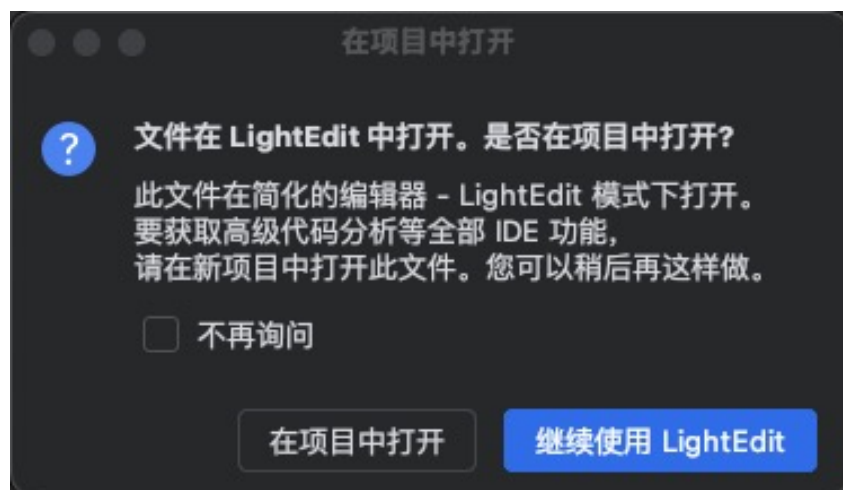 在项目中打开
文件在 LightEdit 中打开。是否在项目中打开?
此文件在简化的编辑器 - LightEdit 模式下打开。
要获取高级代码分析等全部 IDE 功能,
请在新项目中打开此文件。您可以稍后再这样做。
不再询问
在项目中打开
继续使用 LightEdit